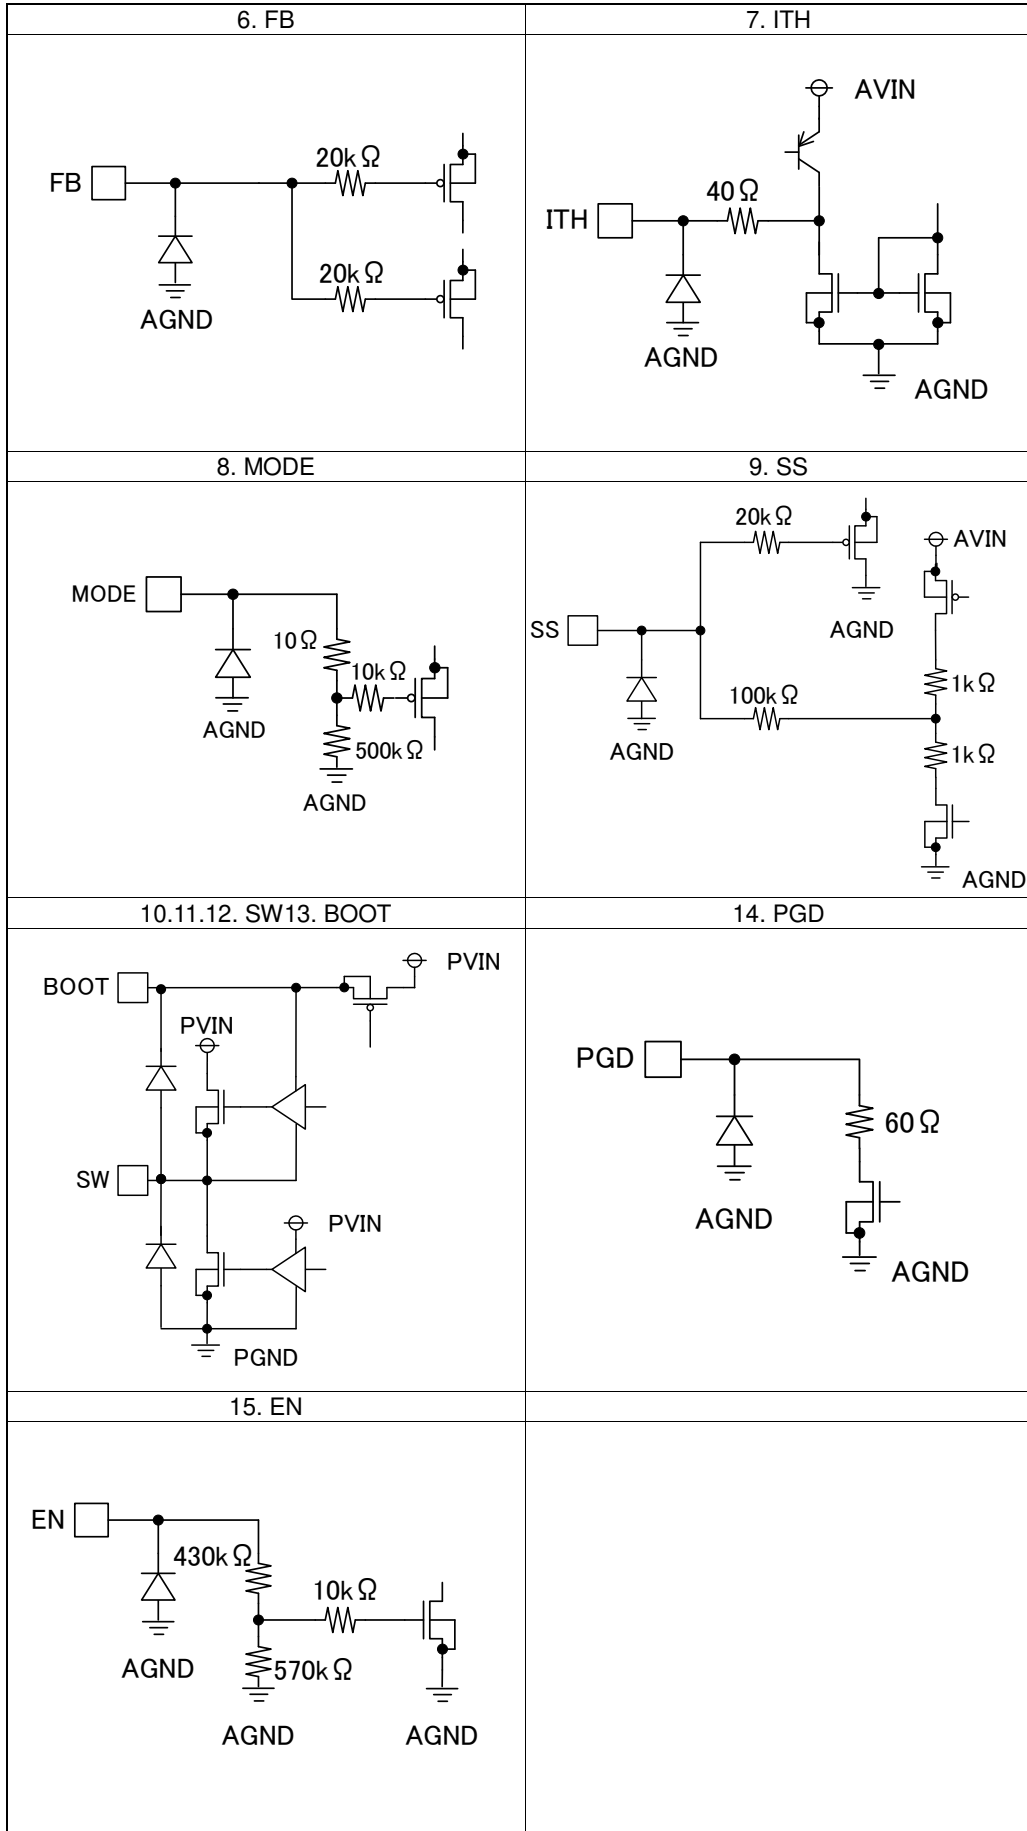 6. FB
7. ITH
FB
20kΩ
20kΩ
AGND
AVIN
ITH
40Ω
AGND
AGND
8. MODE
9. SS
MODE
10Ω
10kΩ
500kΩ
AGND
AGND
20kΩ
AVIN
AGND
SS
1kΩ
100kΩ
1kΩ
AGND
AGND
10.11.12. SW13. BOOT
14. PGD
BOOT
PVIN
PVIN
SW
PVIN
PGND
PGD
60Ω
AGND
AGND
15. EN
EN
430kΩ
10kΩ
570kΩ
AGND
AGND
AGND